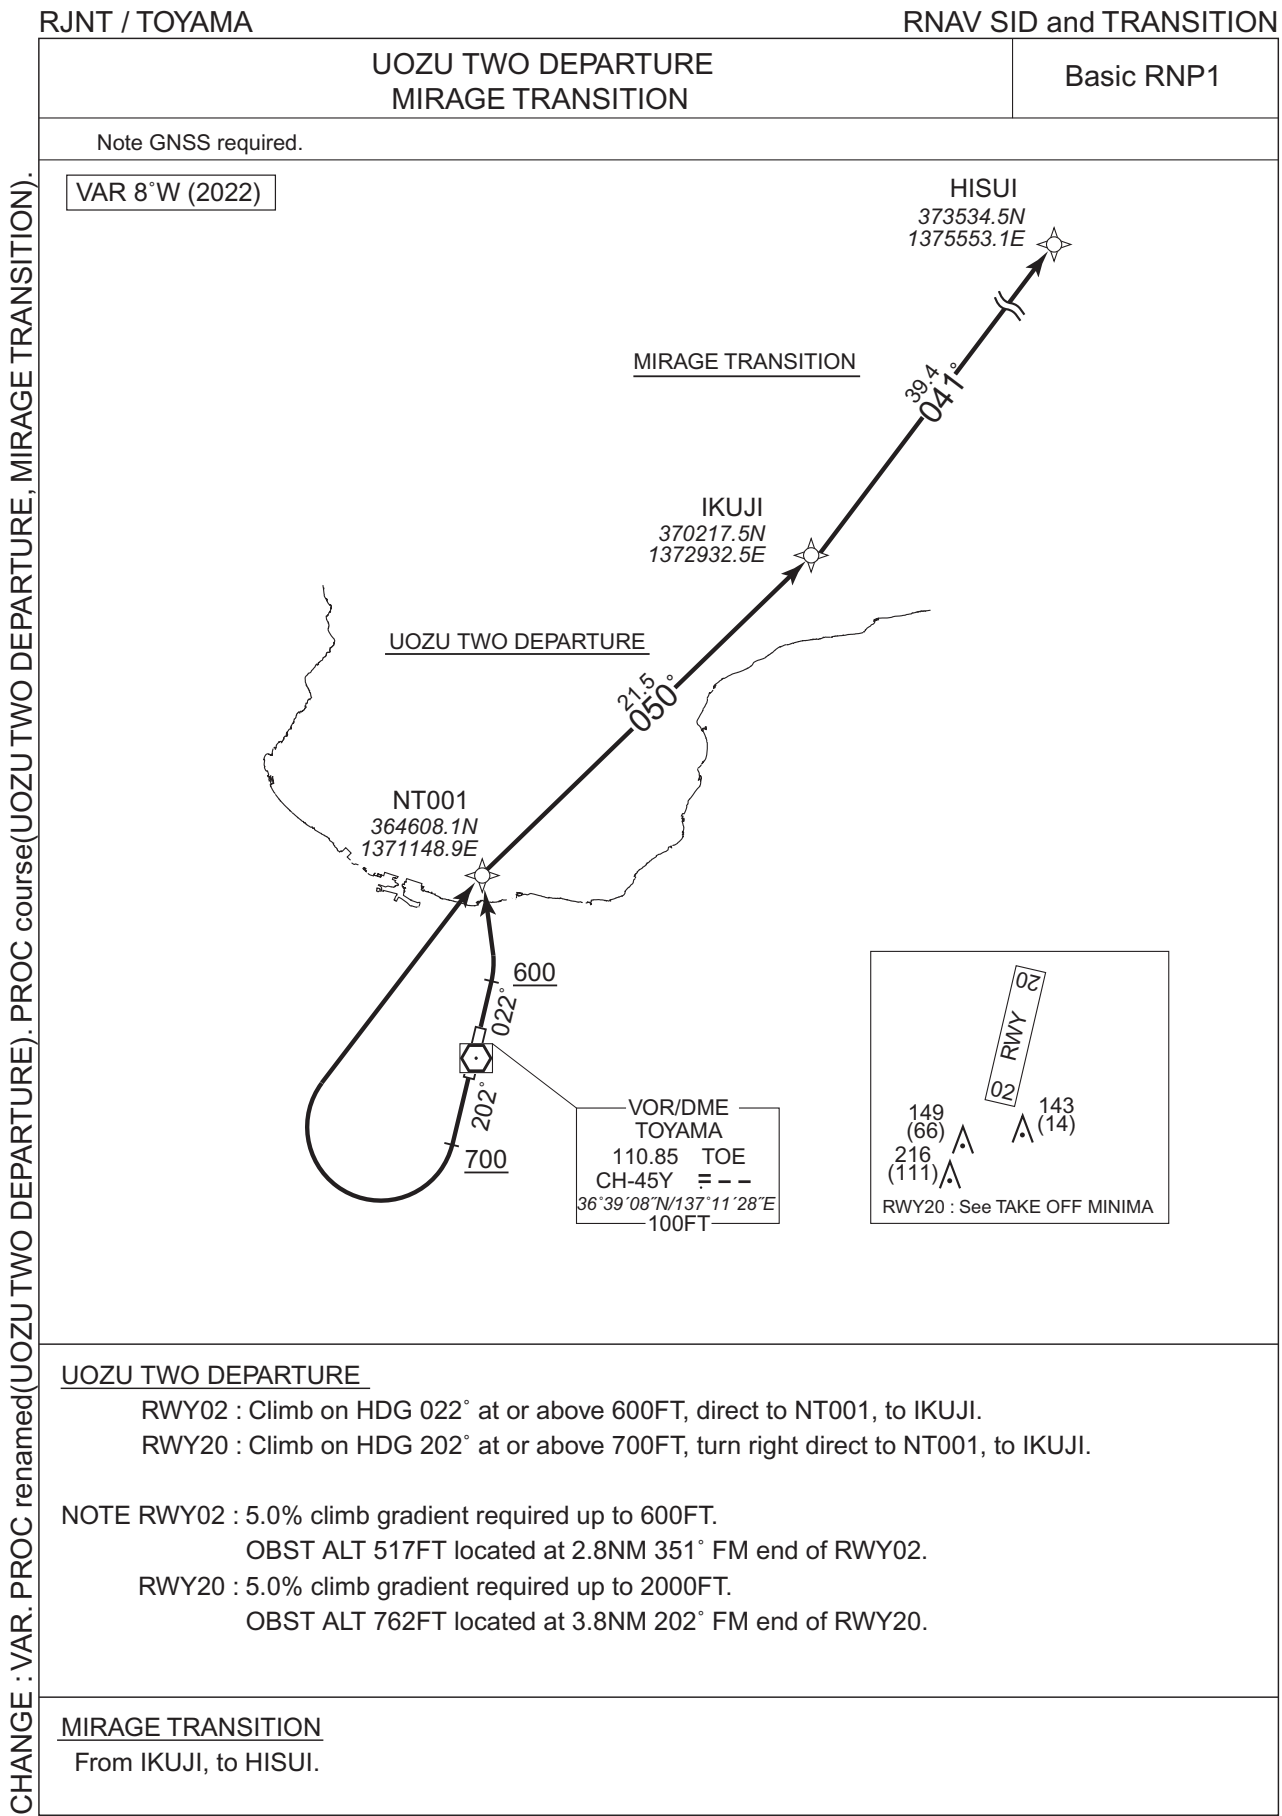 RJNT / TOYAMA
RNAV SID and TRANSITION
UOZU TWO DEPARTURE
MIRAGE TRANSITION
Basic RNP1
Note GNSS required.
VAR 8˚W (2022)
HISUI
373534.5N
1375553.1E
MIRAGE TRANSITION
39.4
041˚
IKUJI
370217.5N
1372932.5E
UOZU TWO DEPARTURE
21.5
050˚
NT001
364608.1N
1371148.9E
600
022˚
202˚
700
VOR/DME
TOYAMA
110.85 TOE
CH-45Y
36˚39´08˝N/137˚11´28˝E
100FT
20
RWY
02
149
(66)
143
(14)
216
(111)
RWY20 : See TAKE OFF MINIMA
UOZU TWO DEPARTURE
RWY02 : Climb on HDG 022˚ at or above 600FT, direct to NT001, to IKUJI.
RWY20 : Climb on HDG 202˚ at or above 700FT, turn right direct to NT001, to IKUJI.
NOTE RWY02 : 5.0% climb gradient required up to 600FT.
OBST ALT 517FT located at 2.8NM 351˚ FM end of RWY02.
RWY20 : 5.0% climb gradient required up to 2000FT.
OBST ALT 762FT located at 3.8NM 202˚ FM end of RWY20.
MIRAGE TRANSITION
From IKUJI, to HISUI.
CHANGE : VAR. PROC renamed(UOZU TWO DEPARTURE). PROC course(UOZU TWO DEPARTURE, MIRAGE TRANSITION).